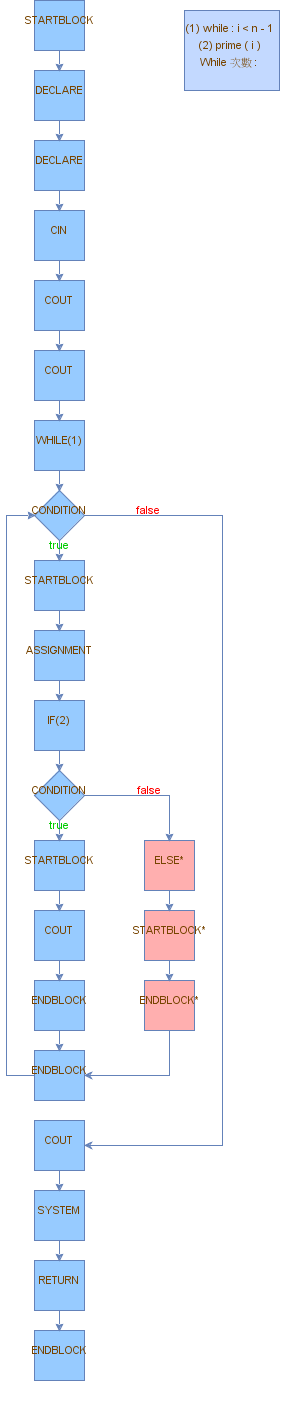 STARTBLOCK
(1) while : i < n - 1
(2) prime ( i )
While 次數 :
DECLARE
DECLARE
CIN
COUT
COUT
WHILE(1)
CONDITION
false
true
STARTBLOCK
ASSIGNMENT
IF(2)
CONDITION
false
true
STARTBLOCK
ELSE*
COUT
STARTBLOCK*
ENDBLOCK
ENDBLOCK*
ENDBLOCK
COUT
SYSTEM
RETURN
ENDBLOCK